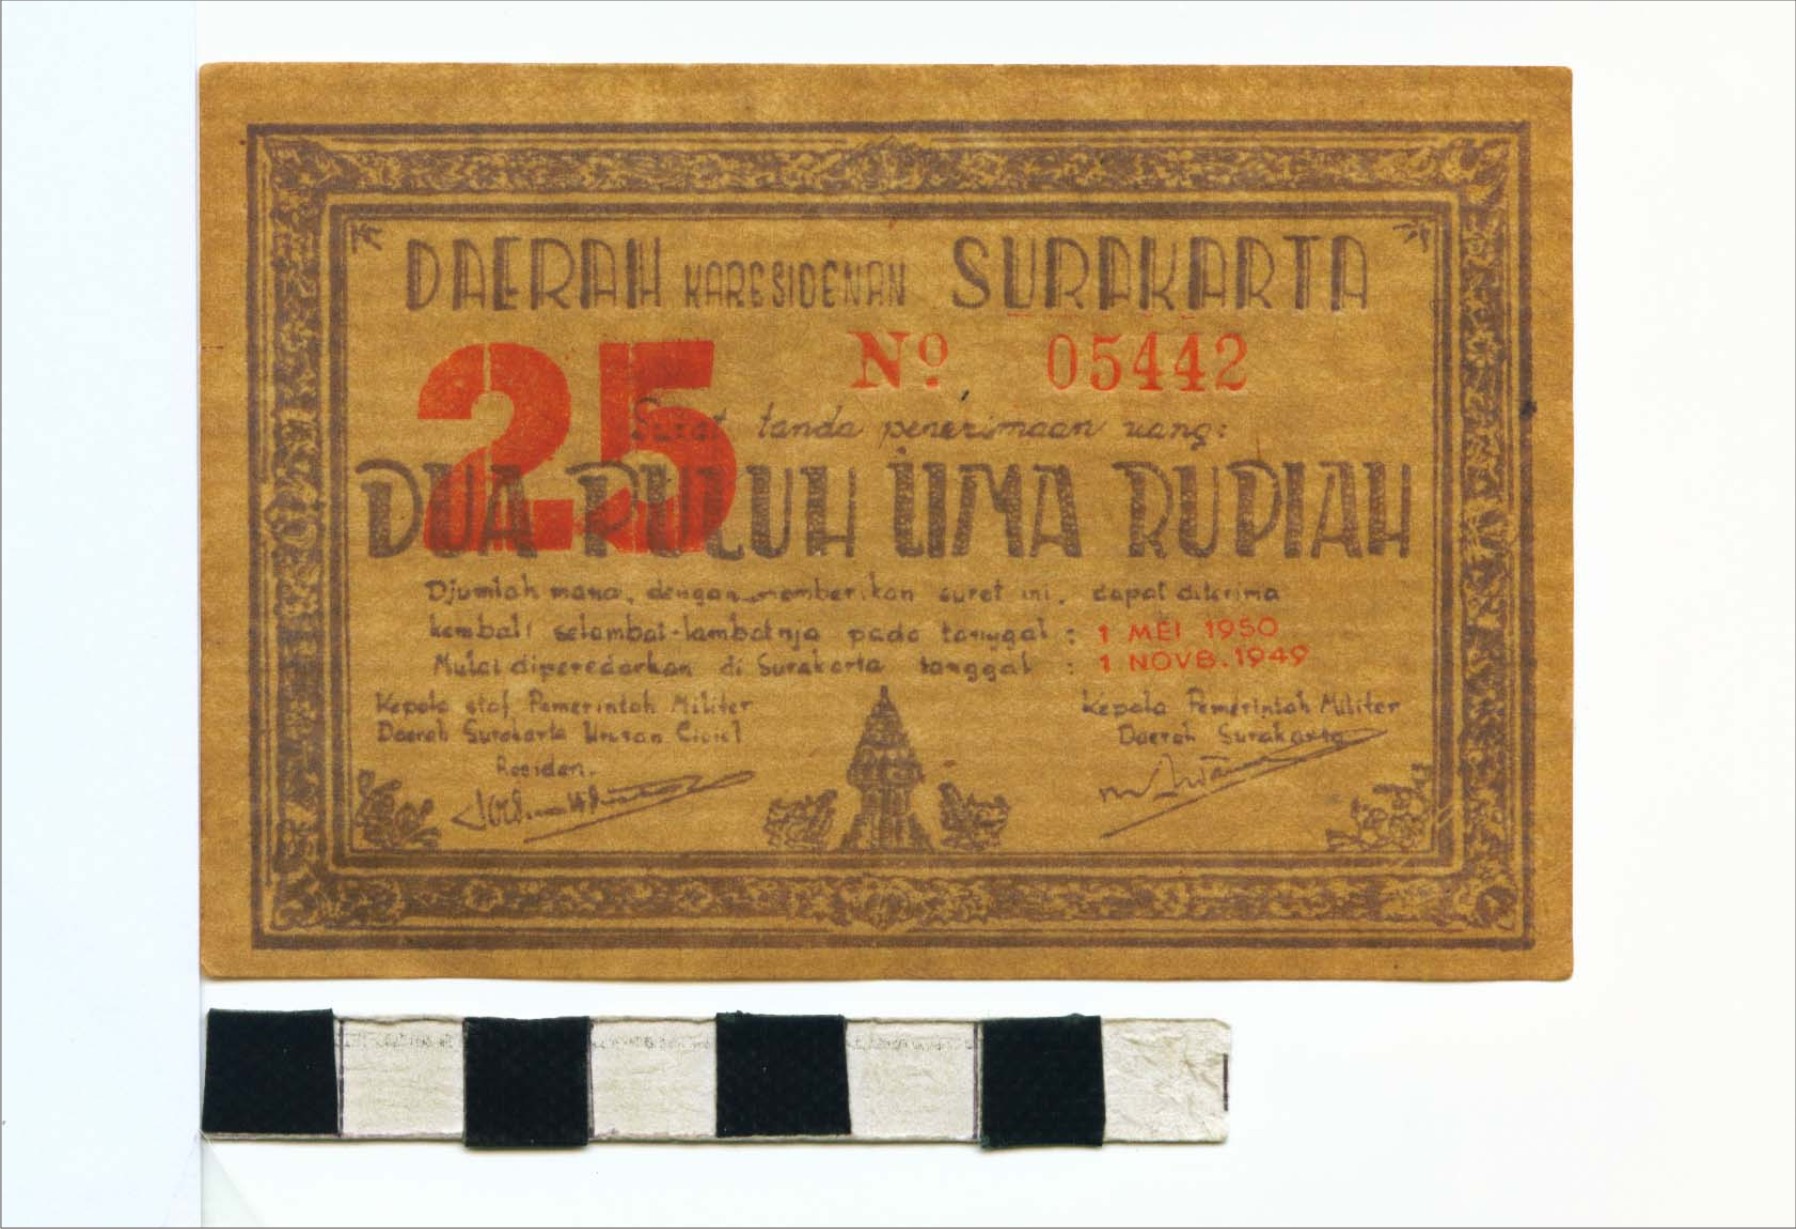 DAERAH KARESIDENAN SURAKARTA
25 Nº 05442
Surat tanda penerimaan uang:
DUA PULUH LIMA RUPIAH
Djumlah mana, dengan memberikan surat ini, dapat diterima
kembali selambat-lambatnja pada tanggal : 1 MEI 1950
Mulai diperedarkan di Surakarta tanggal : 1 NOVB. 1949
Kepala staf Pemerintah Militer
Daerah Surakarta Urusan Civiel
Residen.
Kepala Pemerintah Militer
Daerah Surakarta